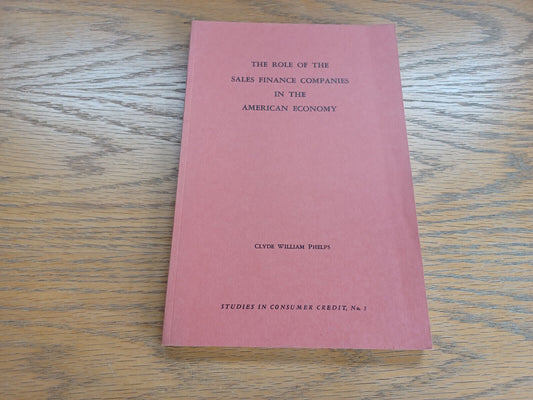 THE ROLE OF THE
SALES FINANCE COMPANIES
IN THE
AMERICAN ECONOMY
CLYDE WILLIAM PHELPS
STUDIES IN CONSUMER CREDIT, No.